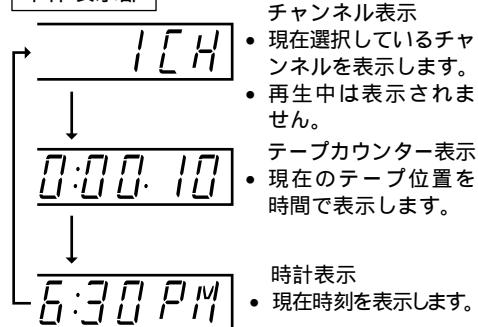 チャンネル表示
1CH
• 現在選択しているチャ
ンネルを表示します。
• 再生中は表示されま
せん。
テープカウンター表示
0:00.10
• 現在のテープ位置を
時間で表示します。
時計表示
6:30PM
• 現在時刻を表示します。